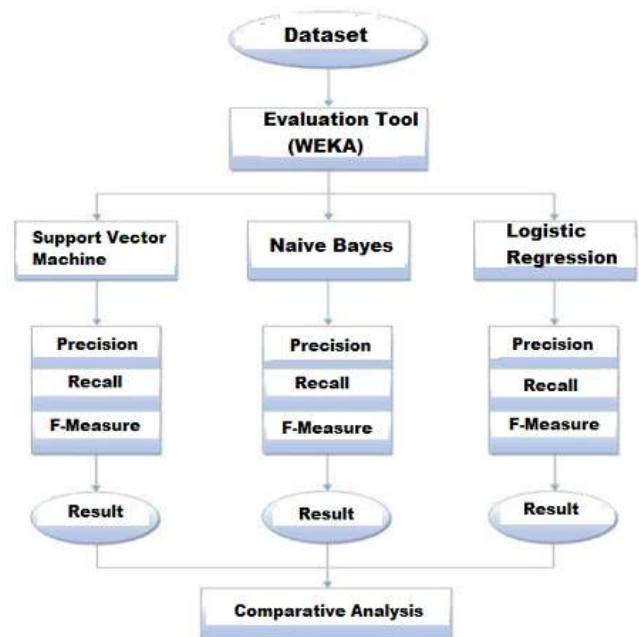 Dataset
Evaluation Tool
(WEKA)
Support Vector
Machine
Naive Bayes
Logistic
Regression
Precision
Recall
F-Measure
Precision
Recall
F-Measure
Precision
Recall
F-Measure
Result
Result
Result
Comparative Analysis